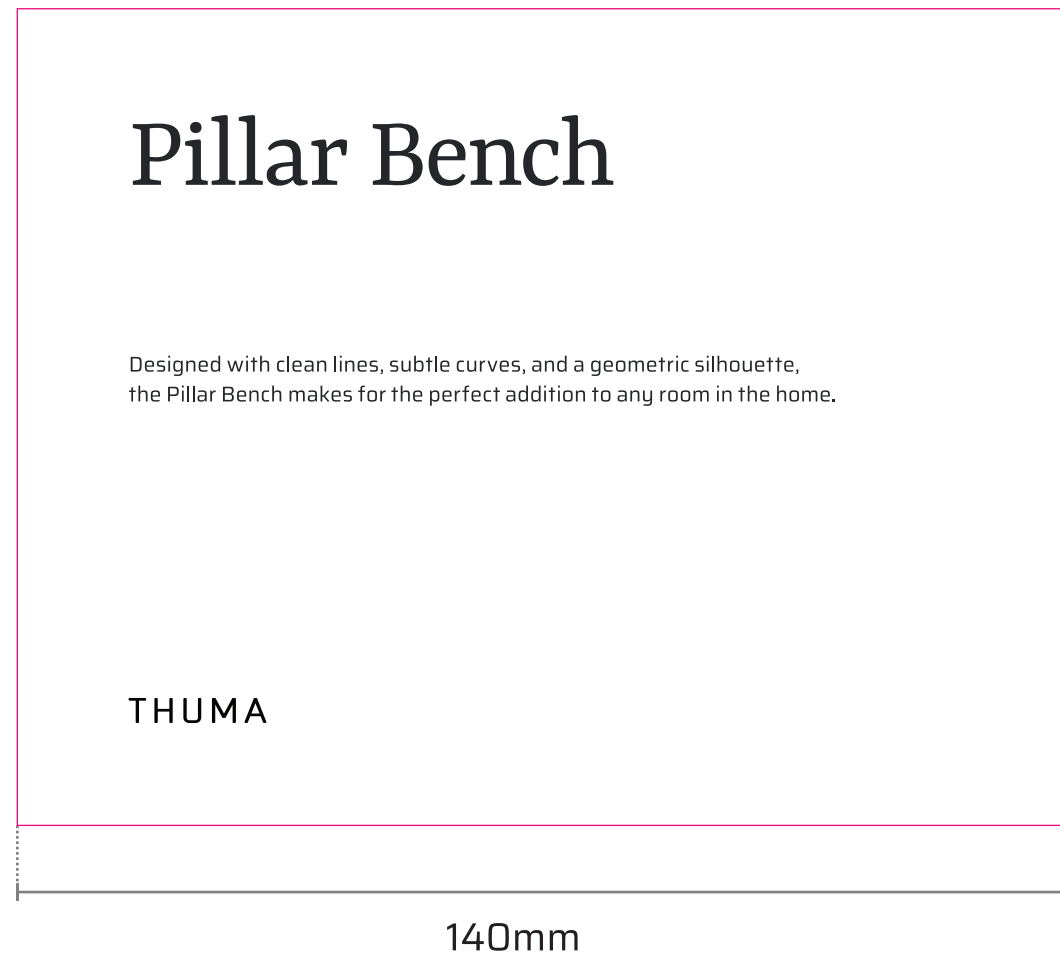 Pillar Bench
Designed with clean lines, subtle curves, and a geometric silhouette,
the Pillar Bench makes for the perfect addition to any room in the home.
THUMA
140mm